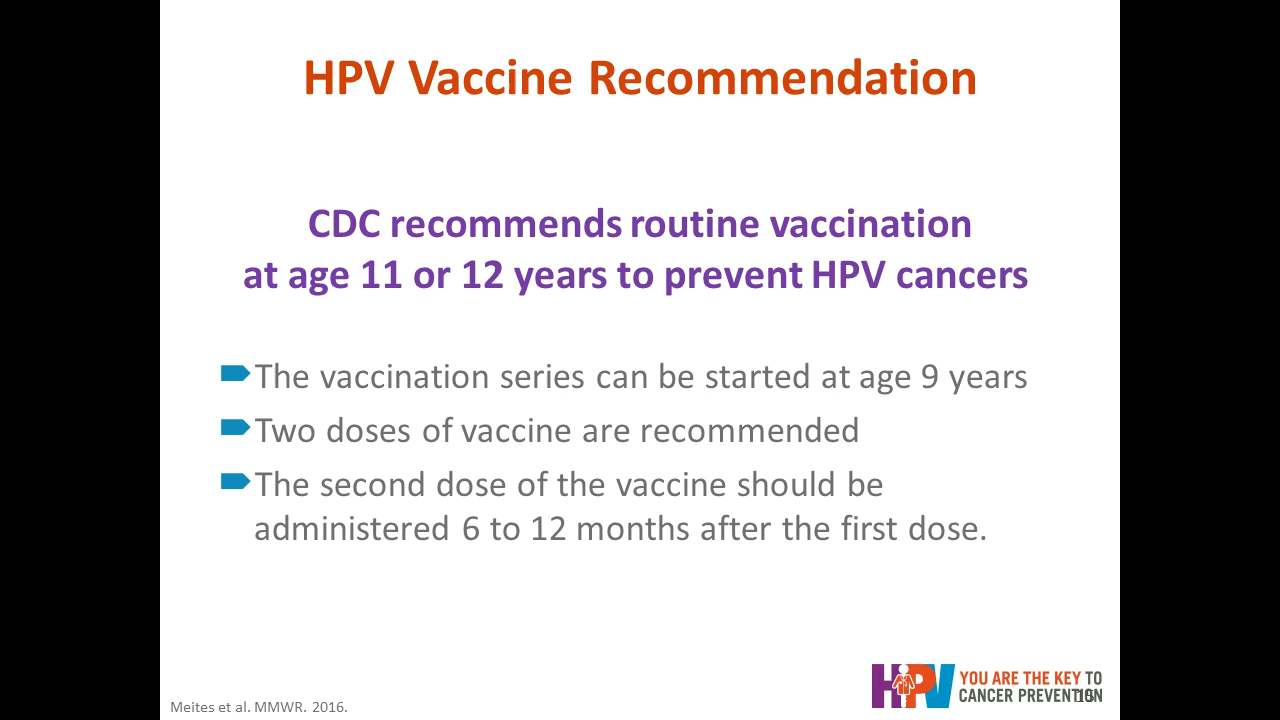 HPV Vaccine Recommendation
CDC recommends routine vaccination
at age 11 or 12 years to prevent HPV cancers
The vaccination series can be started at age 9 years
Two doses of vaccine are recommended
The second dose of the vaccine should be
administered 6 to 12 months after the first dose.
HPV
YOU ARE THE KEY TO
CANCER PREVENTION
Meites et al. MMWR. 2016.